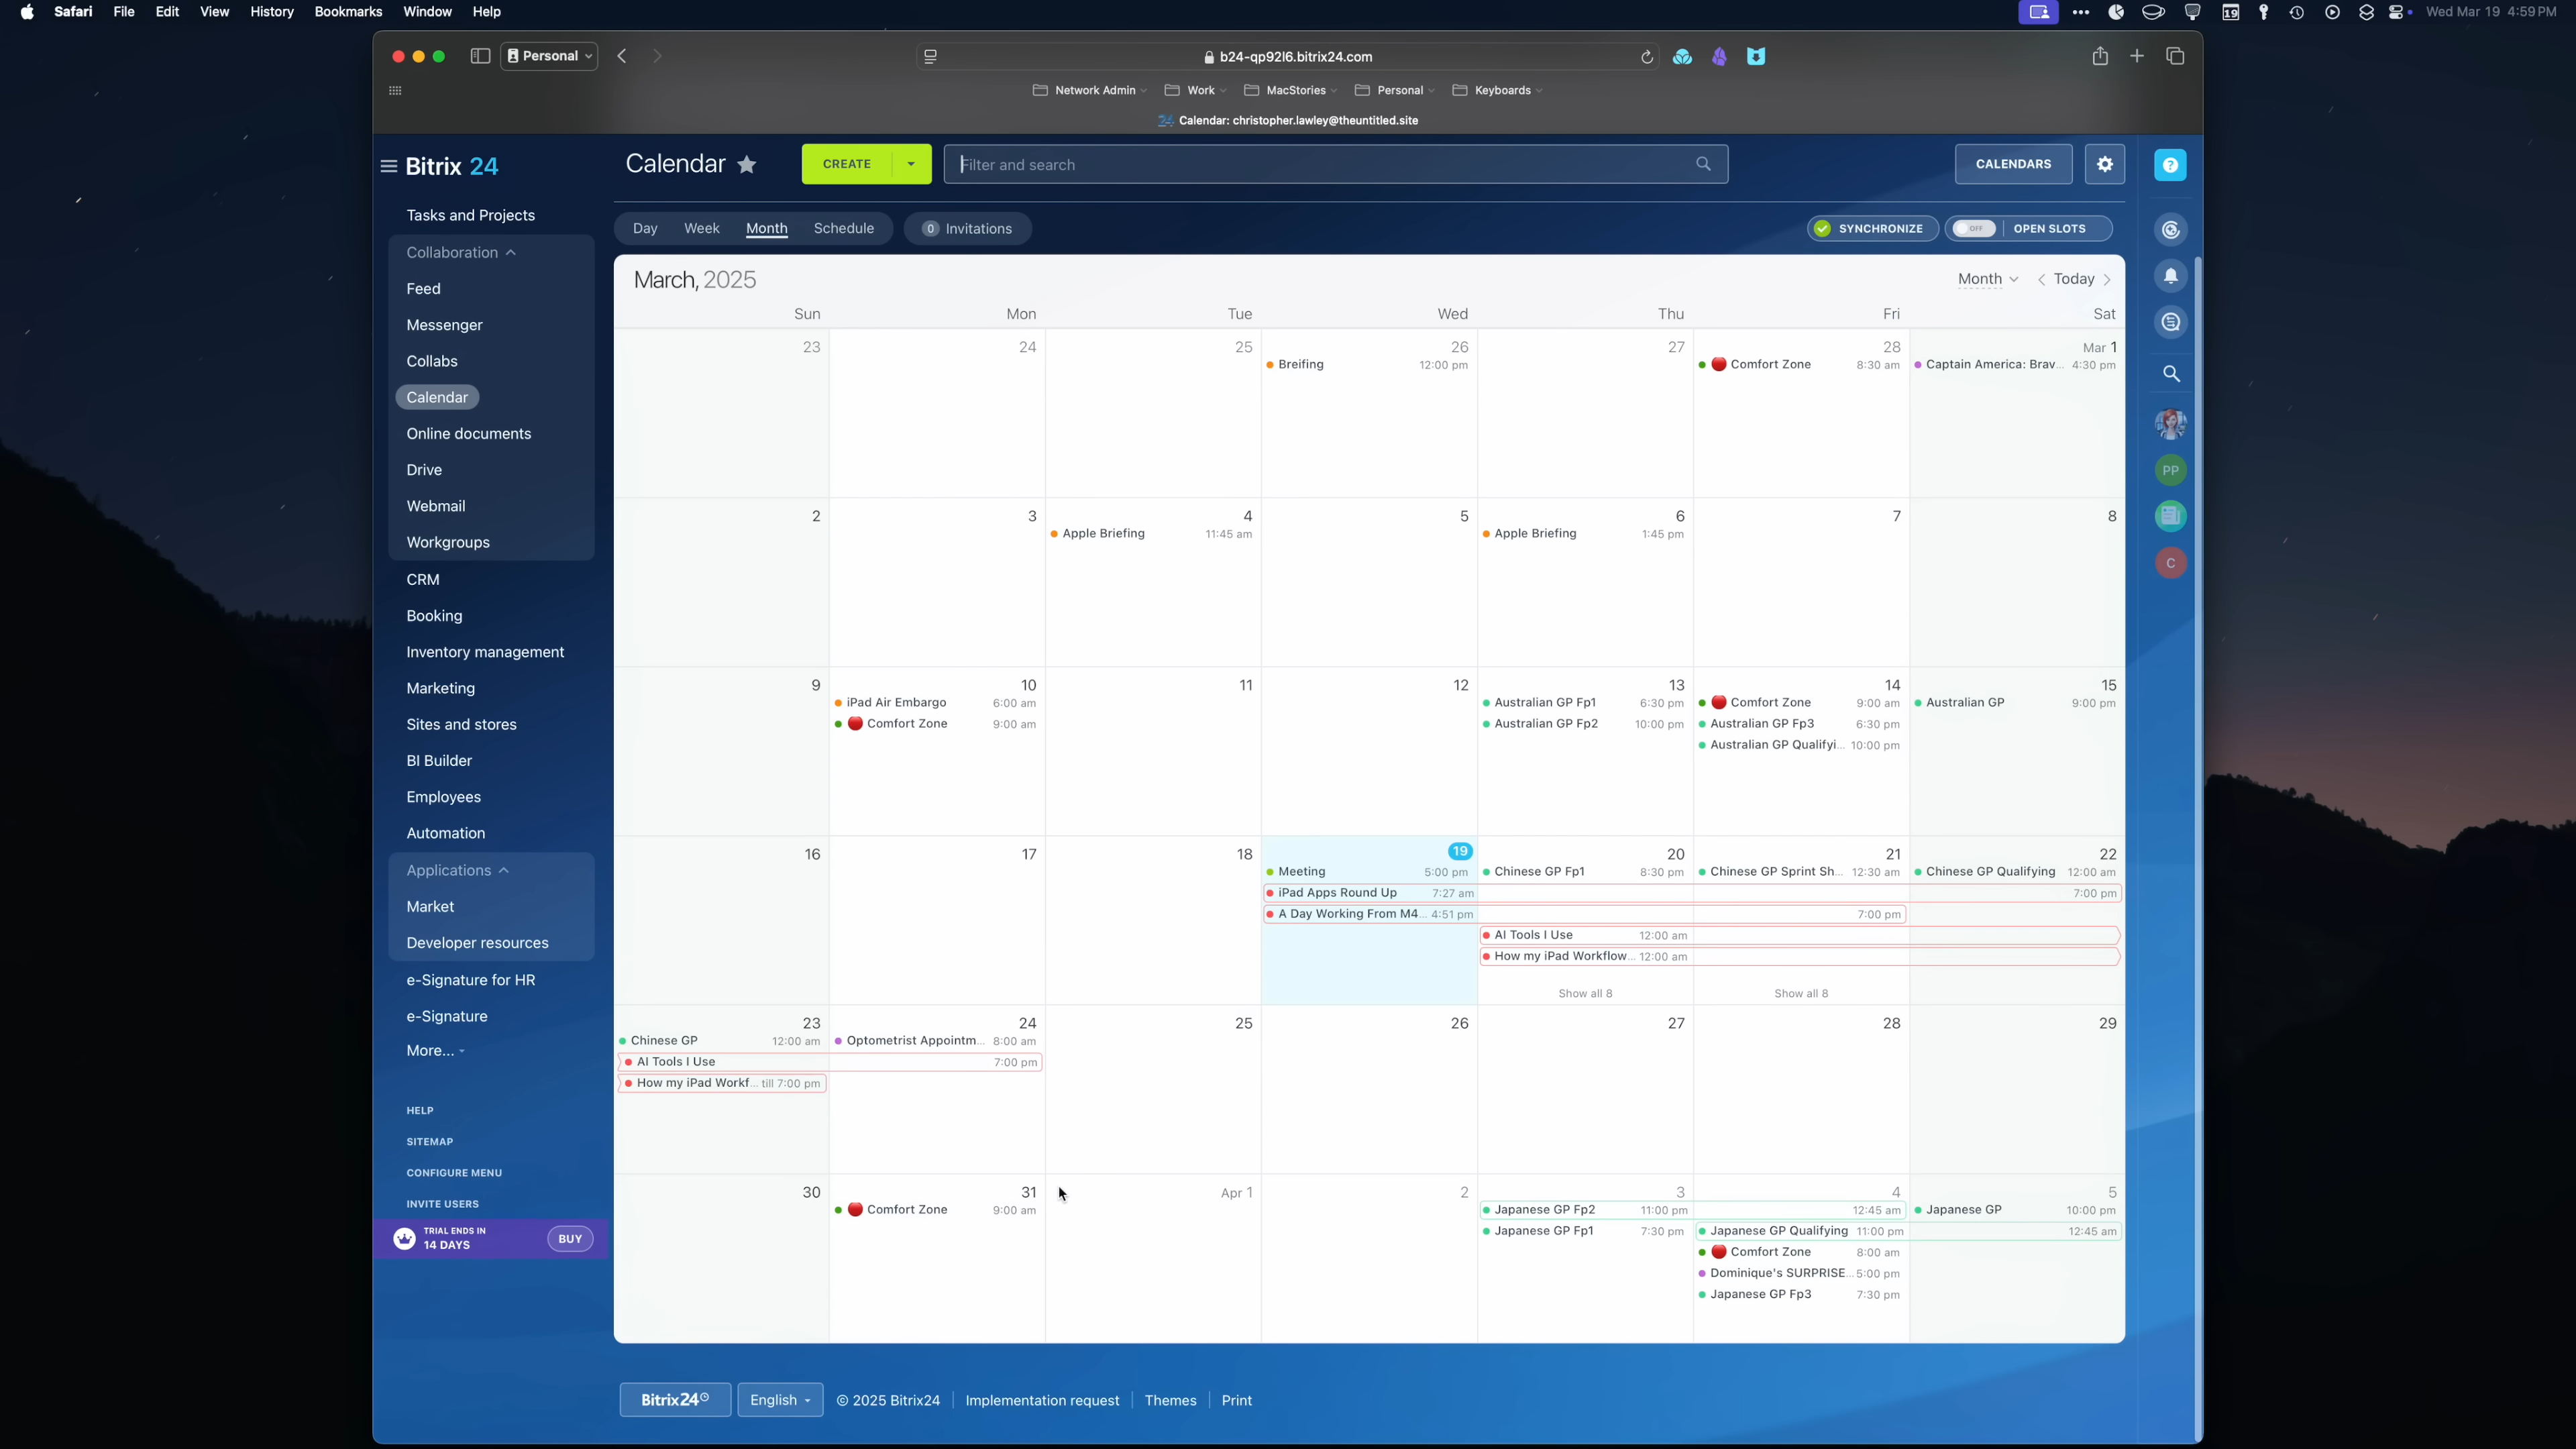 Safari File Edit View History Bookmarks Window Help
19
Wed Mar 19 4:59 PM
Personal
b24-qp92l6.bitrix24.com
Network Admin Work MacStories Personal Keyboards
24 Calendar: christopher.lawley@theuntitled.site
Bitrix 24
Calendar
CREATE
Filter and search
CALENDARS
Tasks and Projects
Collaboration
Feed
Messenger
Collabs
Calendar
Online documents
Drive
Webmail
Workgroups
CRM
Booking
Inventory management
Marketing
Sites and stores
BI Builder
Employees
Automation
Applications
Market
Developer resources
e-Signature for HR
e-Signature
More...
HELP
SITEMAP
CONFIGURE MENU
INVITE USERS
TRIAL ENDS IN
14 DAYS
BUY
Day Week Month Schedule
0 Invitations
SYNCHRONIZE
OFF OPEN SLOTS
March, 2025
Month
Today
Sun Mon Tue Wed Thu Fri Sat
23 24 25 26 27 28 Mar 1
Breifing 12:00 pm
Comfort Zone 8:30 am
Captain America: Brav... 4:30 pm
2 3 4 5 6 7 8
Apple Briefing 11:45 am
Apple Briefing 1:45 pm
9 10 11 12 13 14 15
iPad Air Embargo 6:00 am
Australian GP Fp1 6:30 pm
Comfort Zone 9:00 am
Australian GP 9:00 pm
Comfort Zone 9:00 am
Australian GP Fp2 10:00 pm
Australian GP Fp3 6:30 pm
Australian GP Qualifyi... 10:00 pm
16 17 18 19 20 21 22
Meeting 5:00 pm
Chinese GP Fp1 8:30 pm
Chinese GP Sprint Sh... 12:30 am
Chinese GP Qualifying 12:00 am
iPad Apps Round Up 7:27 am 7:00 pm
A Day Working From M4... 4:51 pm 7:00 pm
AI Tools I Use 12:00 am
How my iPad Workflow... 12:00 am
Show all 8 Show all 8
23 24 25 26 27 28 29
Chinese GP 12:00 am
Optometrist Appointm... 8:00 am
AI Tools I Use 7:00 pm
How my iPad Workf... till 7:00 pm
30 31 Apr 1 2 3 4 5
Comfort Zone 9:00 am
Japanese GP Fp2 11:00 pm 12:45 am
Japanese GP 10:00 pm
Japanese GP Fp1 7:30 pm
Japanese GP Qualifying 11:00 pm 12:45 am
Comfort Zone 8:00 am
Dominique's SURPRISE... 5:00 pm
Japanese GP Fp3 7:30 pm
PP
C
Bitrix24
English
© 2025 Bitrix24
Implementation request
Themes
Print